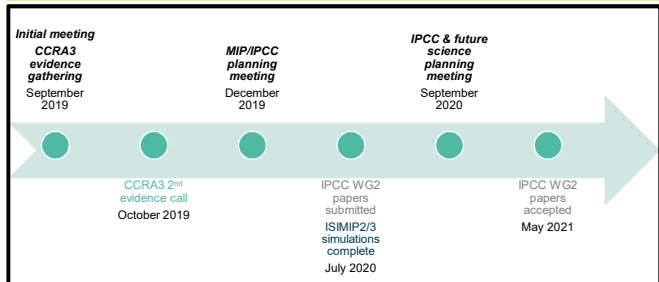 Initial meeting
CCRA3
evidence
gathering
September
2019
MIP/IPCC
planning
meeting
December
2019
IPCC & future
science
planning
meeting
September
2020
CCRA3 2nd
evidence call
October 2019
IPCC WG2
papers
submitted
ISIMIP2/3
simulations
complete
July 2020
IPCC WG2
papers
accepted
May 2021